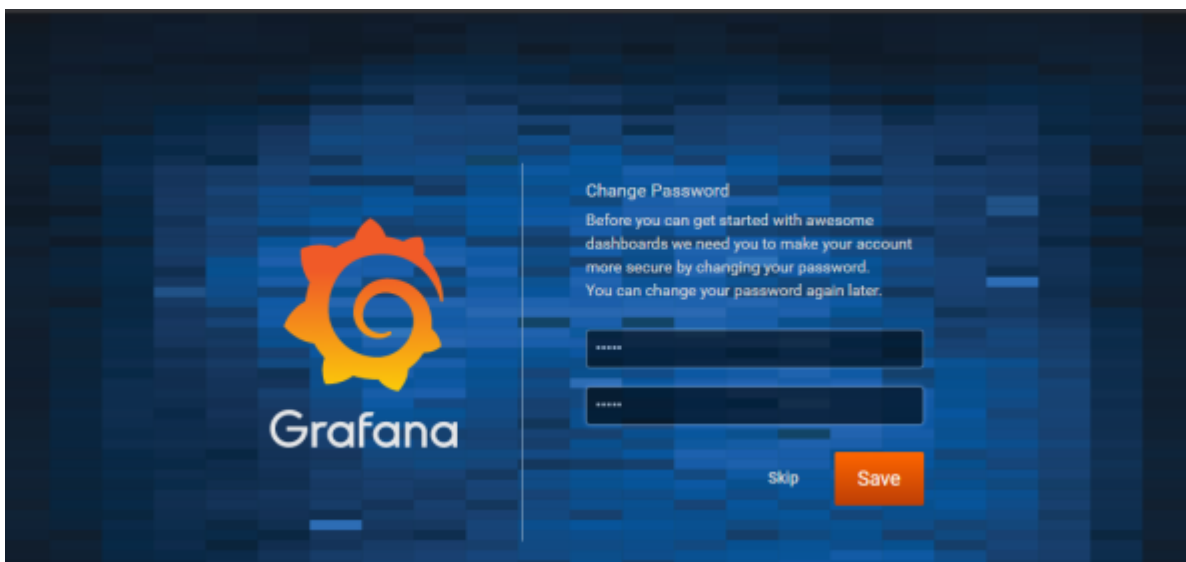 Change Password
Before you can get started with awesome
dashboards we need you to make your account
more secure by changing your password.
You can change your password again later.
•••••
•••••
Grafana
Skip
Save